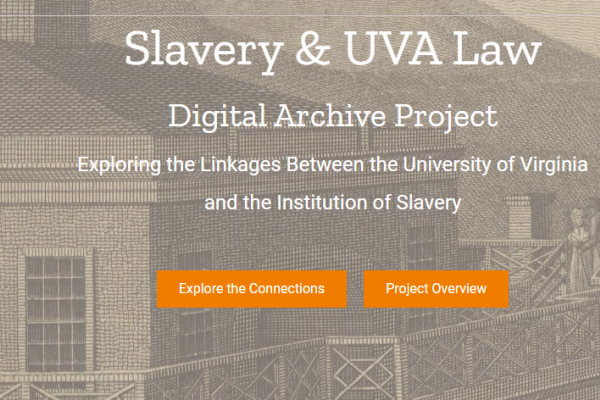 Slavery & UVA Law
Digital Archive Project
Exploring the Linkages Between the University of Virginia
and the Institution of Slavery
Explore the Connections
Project Overview